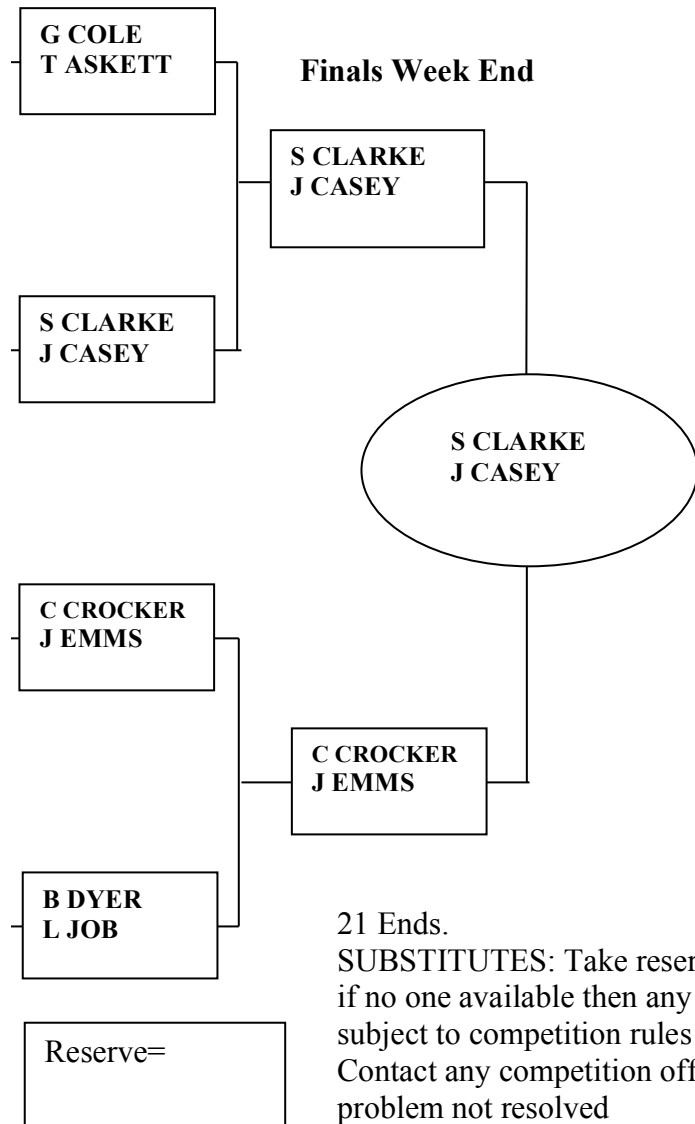 G COLE
T ASKETT
Finals Week End
S CLARKE
J CASEY
S CLARKE
J CASEY
S CLARKE
J CASEY
C CROCKER
J EMMS
C CROCKER
J EMMS
B DYER
L JOB
21 Ends.
SUBSTITUTES: Take
if no one available then any
subject to competition rules
Contact any competition
problem not resolved
Reserve=